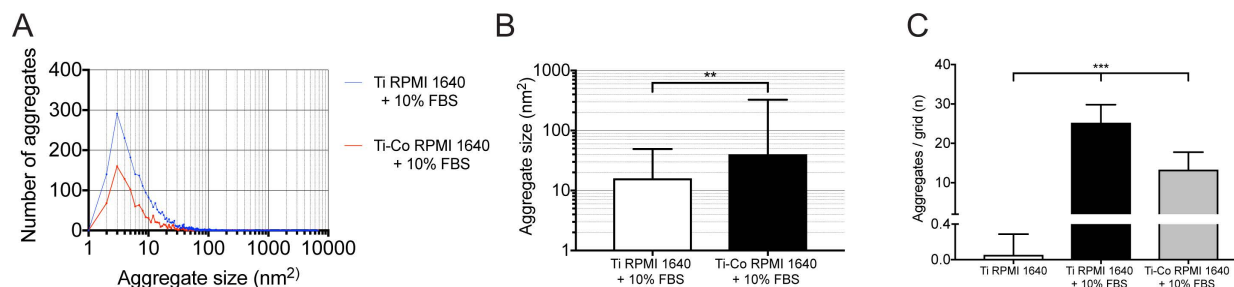 A
Number of aggregates
400
300
200
100
0
1
10
100
1000
10000
Aggregate size (nm²)
Ti RPMI 1640
+ 10% FBS
Ti-Co RPMI 1640
+ 10% FBS
B
Aggregate size (nm²)
1000
100
10
1
**
Ti RPMI 1640
+ 10% FBS
Ti-Co RPMI 1640
+ 10% FBS
C
Aggregates / grid (n)
40
30
20
10
0.4
0.0
***
Ti RPMI 1640
Ti RPMI 1640
+ 10% FBS
Ti-Co RPMI 1640
+ 10% FBS